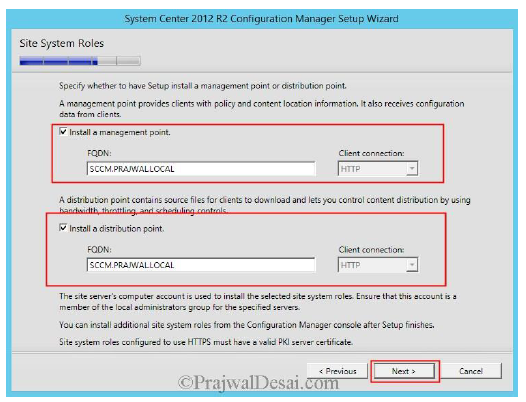 System Center 2012 R2 Configuration Manager Setup Wizard
Site System Roles
Specify whether to have Setup install a management point or distribution point.
A management point provides clients with policy and content location information. It also receives configuration
data from clients.
Install a management point.
FQDN: Client connection:
SCCM.PRAJWAL.LOCAL HTTP
A distribution point contains source files for clients to download and lets you control content distribution by using
bandwidth, throttling, and scheduling controls.
Install a distribution point.
FQDN: Client connection:
SCCM.PRAJWAL.LOCAL HTTP
The site server's computer account is used to install the selected site system roles. Ensure that this account is a
member of the local administrators group for the specified servers.
You can install additional site system roles from the Configuration Manager console after Setup finishes.
Site system roles configured to use HTTPS must have a valid PKI server certificate.
< Previous Next > Cancel
©PrajwalDesai.com